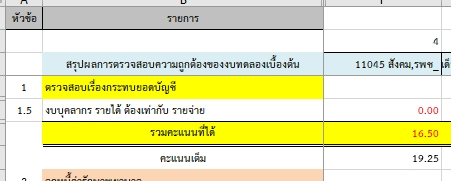 A B F
หัวข้อ รายการ
4
สรุปผลการตรวจสอบความถูกต้องของงบทดลองเบื้องต้น 11045 สังคม,รพช_
1 ตรวจสอบเรื่องกระทบยอดบัญชี
1.5 งบบุคลากร รายได้ ต้องเท่ากับ รายจ่าย 0.00
รวมคะแนนที่ได้ 16.50
คะแนนเต็ม 19.25